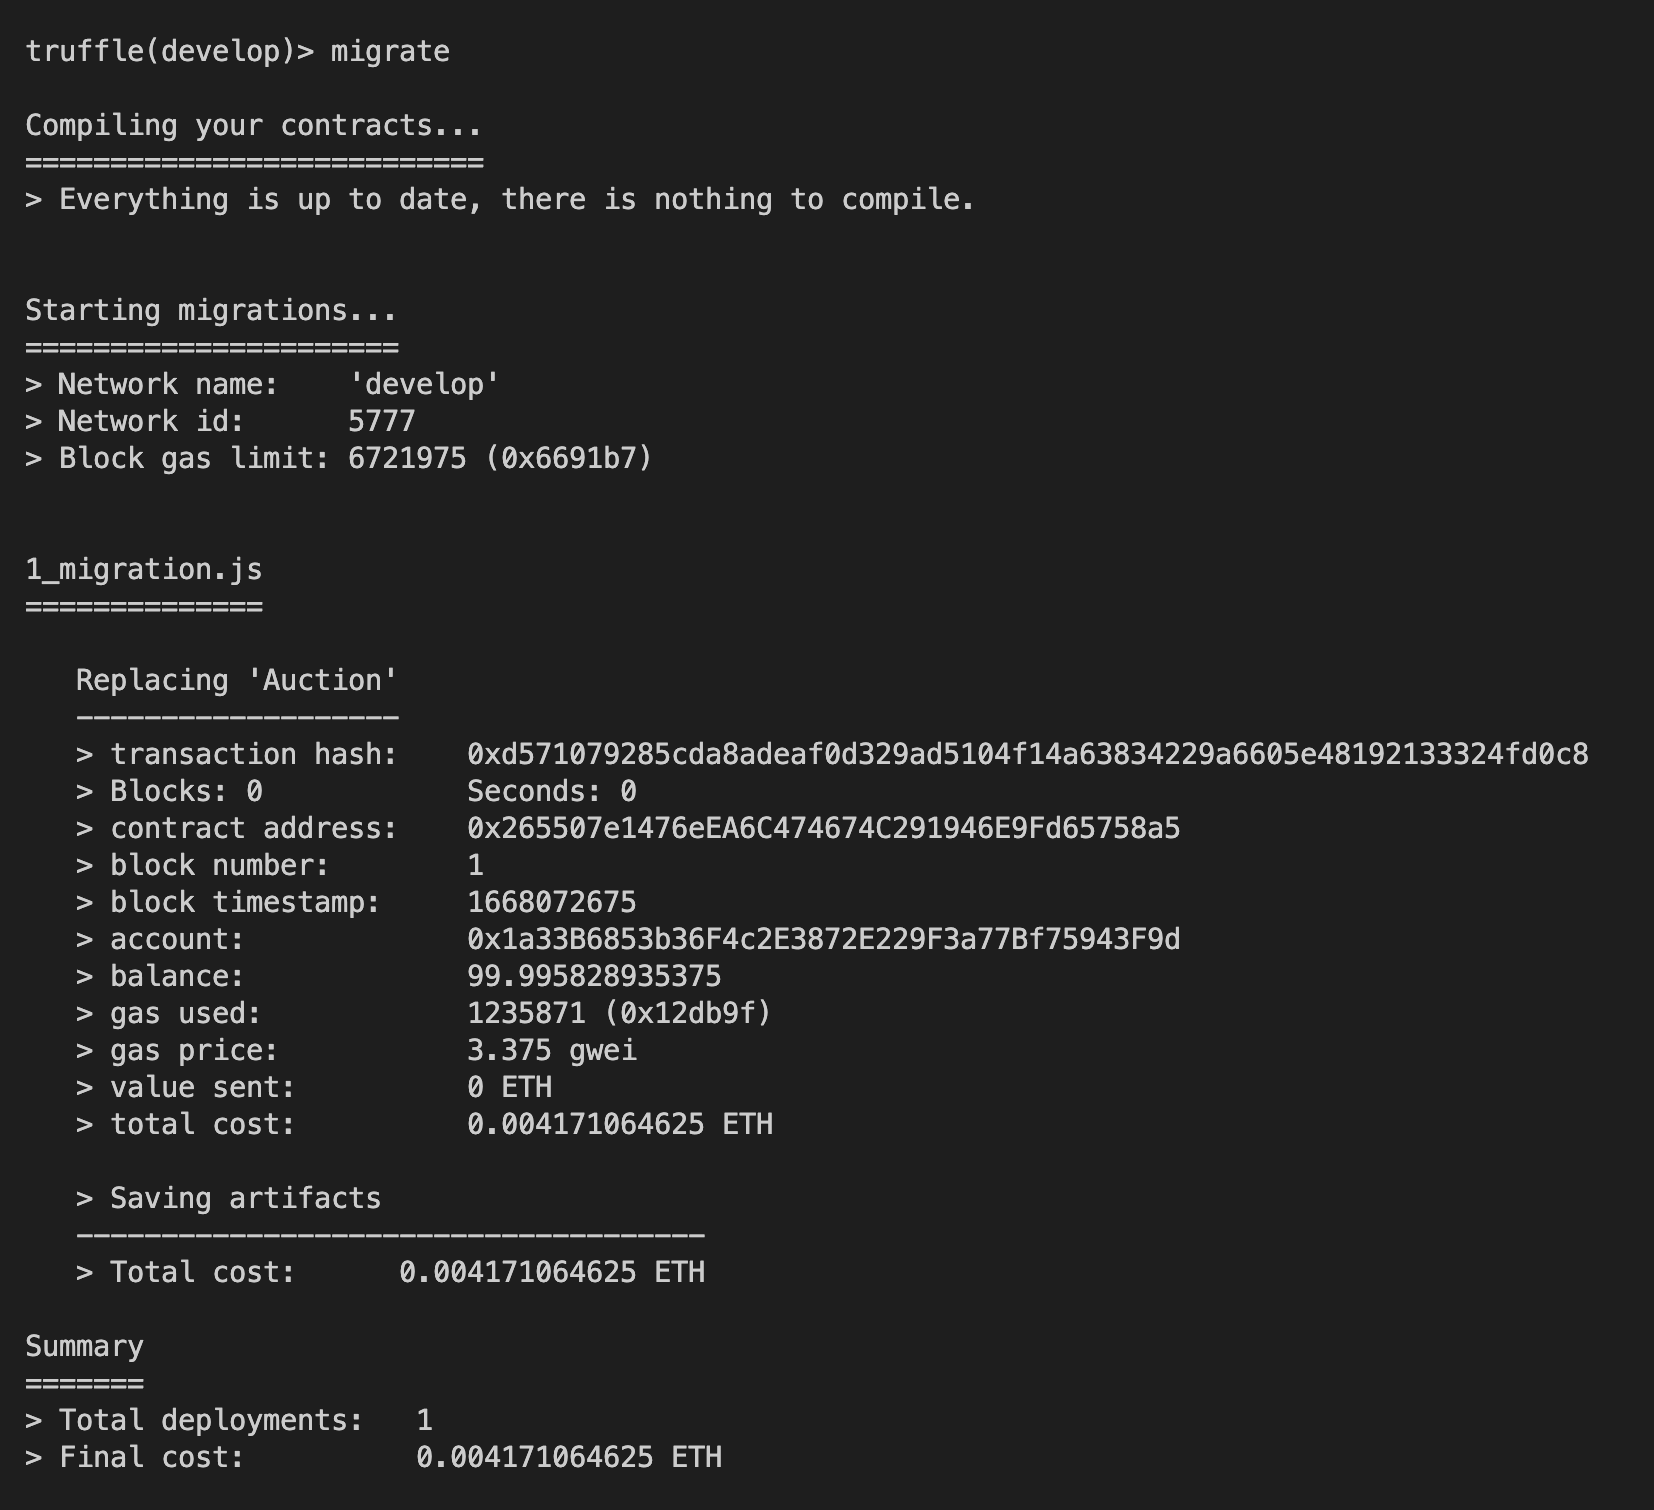 truffle(develop)> migrate
Compiling your contracts...
===========================
> Everything is up to date, there is nothing to compile.
Starting migrations...
======================
> Network name:    'develop'
> Network id:      5777
> Block gas limit: 6721975 (0x6691b7)
1_migration.js
==============
   Replacing 'Auction'
   -------------------
   > transaction hash:    0xd571079285cda8adeaf0d329ad5104f14a63834229a6605e48192133324fd0c8
   > Blocks: 0            Seconds: 0
   > contract address:    0x265507e1476eEA6C474674C291946E9Fd65758a5
   > block number:        1
   > block timestamp:     1668072675
   > account:             0x1a33B6853b36F4c2E3872E229F3a77Bf75943F9d
   > balance:             99.995828935375
   > gas used:            1235871 (0x12db9f)
   > gas price:           3.375 gwei
   > value sent:          0 ETH
   > total cost:          0.004171064625 ETH
   > Saving artifacts
   -------------------------------------
   > Total cost:      0.004171064625 ETH
Summary
=======
> Total deployments:   1
> Final cost:          0.004171064625 ETH